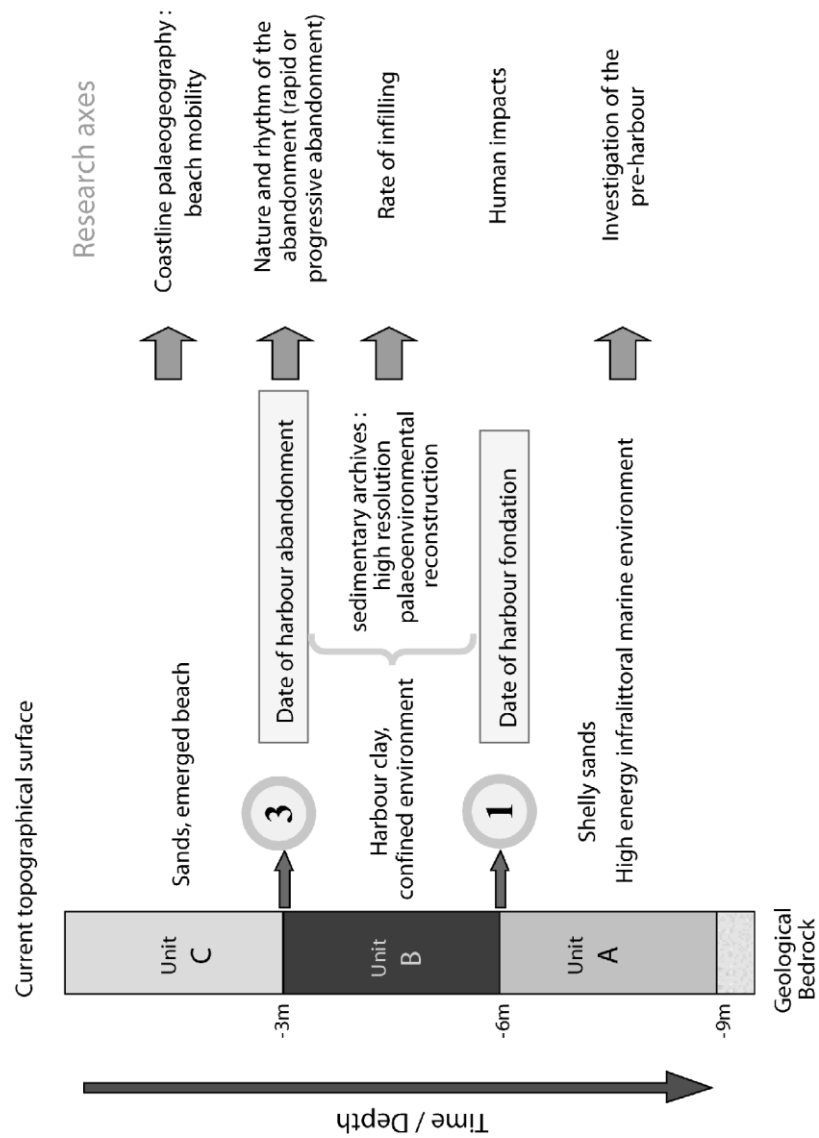 Current topographical surface
Research axes
Time / Depth
-3m
-6m
-9m
Unit
C
Unit
B
Unit
A
Geological
Bedrock
Sands, emerged beach
3
Date of harbour abandonment
Harbour clay,
confined environment
sedimentary archives :
high resolution
palaeoenvironmental
reconstruction
1
Date of harbour fondation
Shelly sands
High energy infralittoral marine environment
Coastline palaeogeography :
beach mobility
Nature and rhythm of the
abandonment (rapid or
progressive abandonment)
Rate of infilling
Human impacts
Investigation of the
pre-harbour